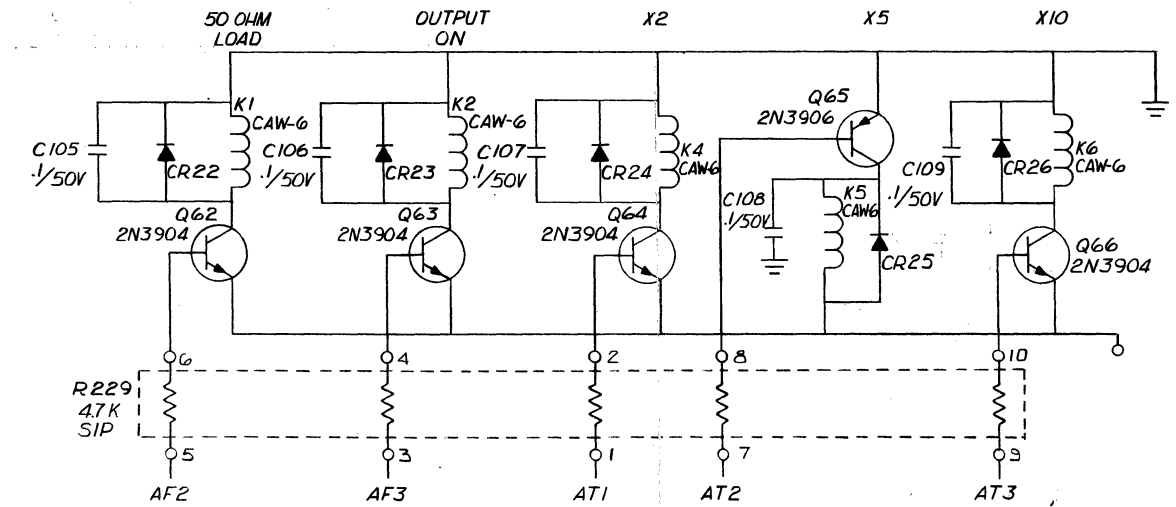 50 OHM
LOAD
OUTPUT
ON
X2
X5
X10
K1
CAW-6
C105
.1/50V
CR22
Q62
2N3904
K2
CAW-6
C106
.1/50V
CR23
Q63
2N3904
C107
.1/50V
CR24
K4
CAW6
Q64
2N3904
Q65
2N3906
C108
.1/50V
K5
CAW6
CR25
C109
.1/50V
CR26
K6
CAW-6
Q66
2N3904
6
4
2
8
10
R229
4.7K
SIP
5
3
1
7
9
AF2
AF3
AT1
AT2
AT3